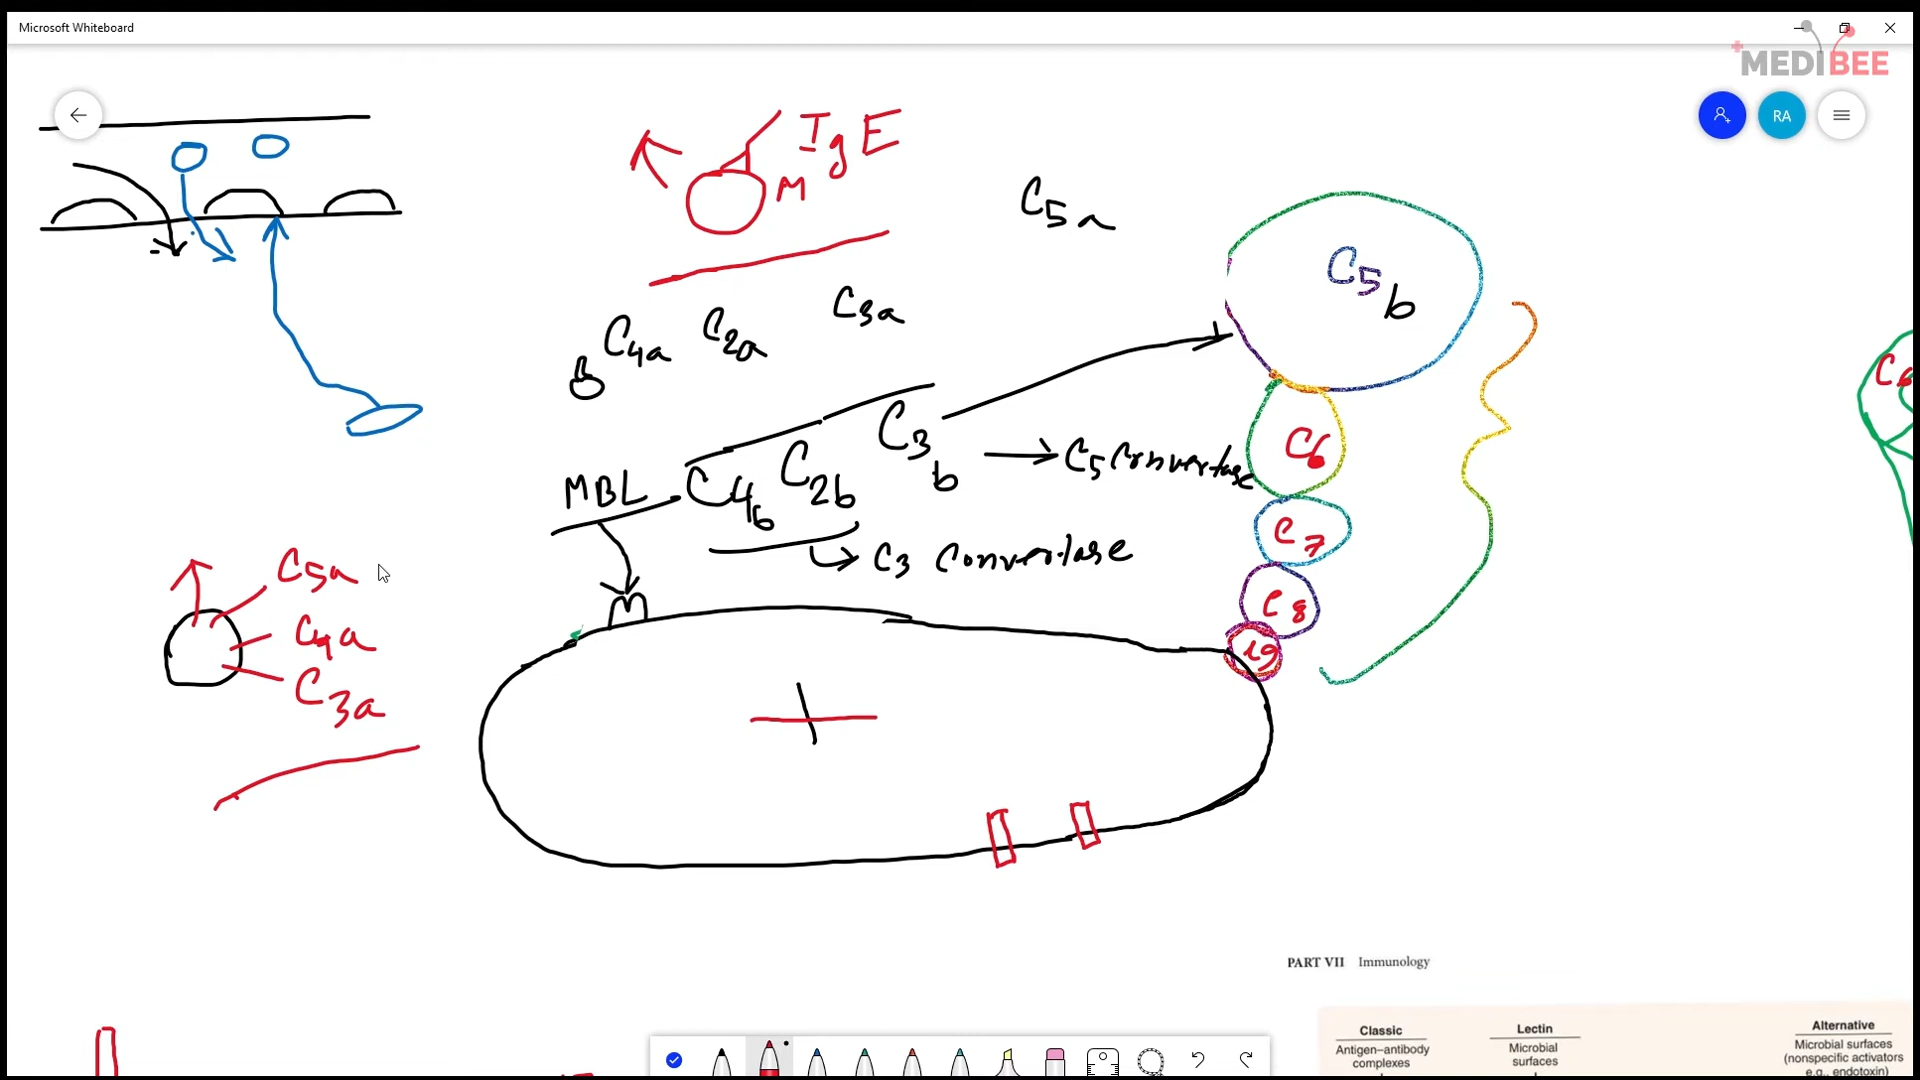 Microsoft Whiteboard
MEDIBEE
RA
IgE
M
C5a
C5b
C4a C2a C3a
C6
C6
MBL C4b C2b C3b → C5 Convertase
C7
→ C3 Convertase
C8
C5a
C4a
C3a
PART VII Immunology
Classic
Antigen–antibody
complexes
Lectin
Microbial
surfaces
Alternative
Microbial surfaces
(nonspecific activators
e.g., endotoxin)